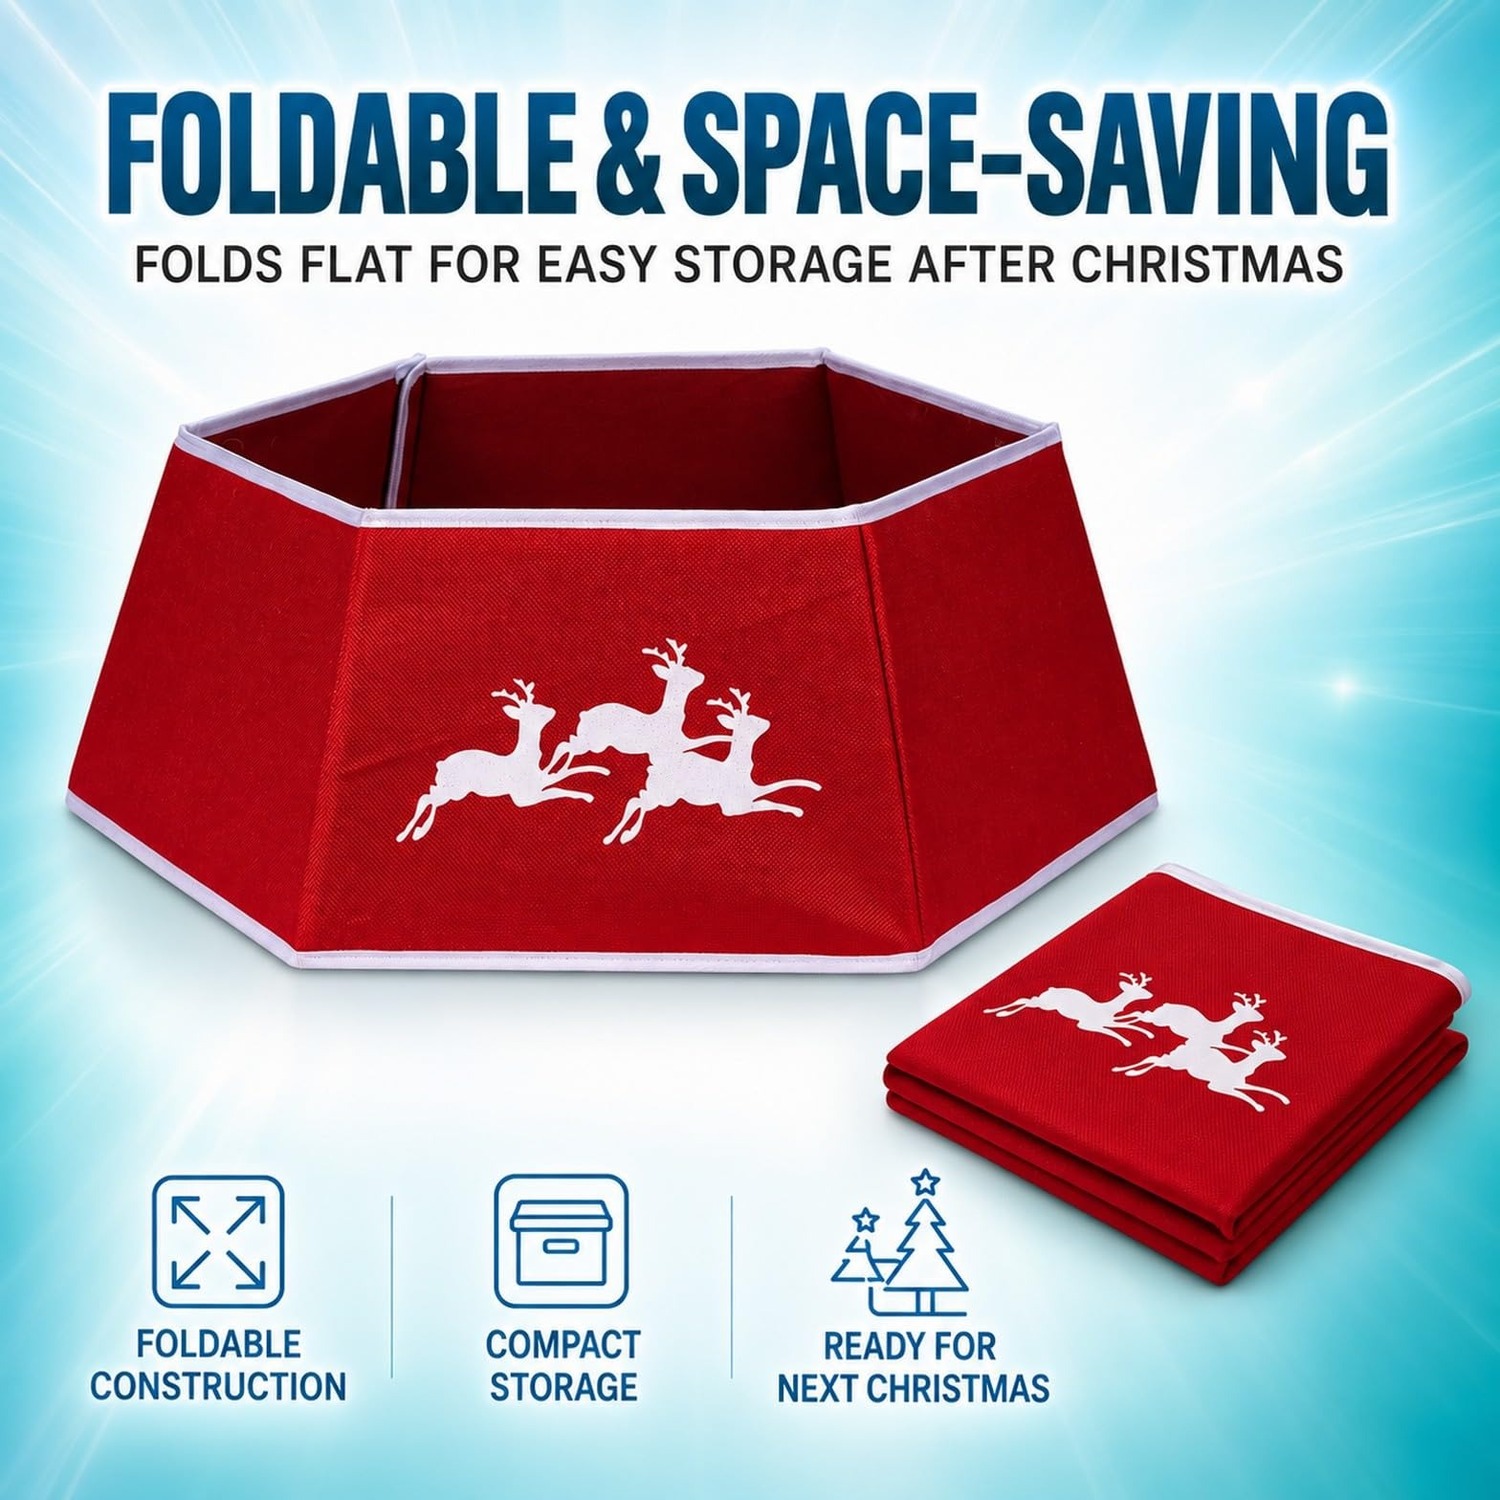 FOLDABLE & SPACE-SAVING
FOLDS FLAT FOR EASY STORAGE AFTER CHRISTMAS
FOLDABLE
CONSTRUCTION
COMPACT
STORAGE
READY FOR
NEXT CHRISTMAS